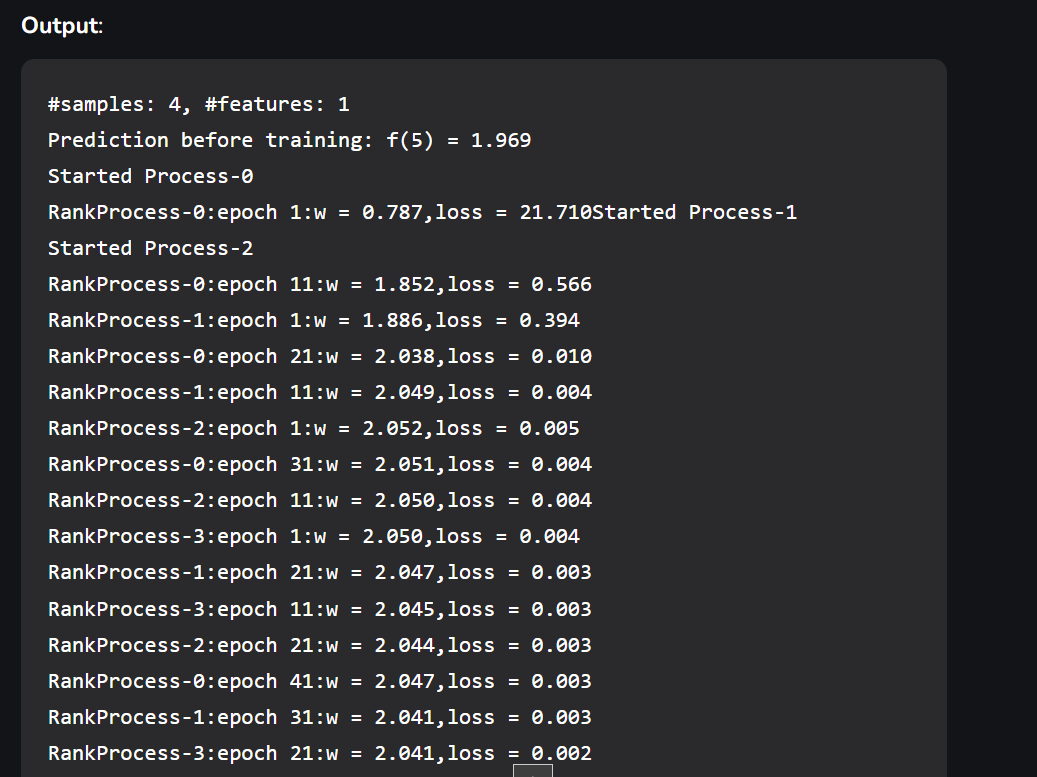 Output:
#samples: 4, #features: 1
Prediction before training: f(5) = 1.969
Started Process-0
RankProcess-0:epoch 1:w = 0.787,loss = 21.710Started Process-1
Started Process-2
RankProcess-0:epoch 11:w = 1.852,loss = 0.566
RankProcess-1:epoch 1:w = 1.886,loss = 0.394
RankProcess-0:epoch 21:w = 2.038,loss = 0.010
RankProcess-1:epoch 11:w = 2.049,loss = 0.004
RankProcess-2:epoch 1:w = 2.052,loss = 0.005
RankProcess-0:epoch 31:w = 2.051,loss = 0.004
RankProcess-2:epoch 11:w = 2.050,loss = 0.004
RankProcess-3:epoch 1:w = 2.050,loss = 0.004
RankProcess-1:epoch 21:w = 2.047,loss = 0.003
RankProcess-3:epoch 11:w = 2.045,loss = 0.003
RankProcess-2:epoch 21:w = 2.044,loss = 0.003
RankProcess-0:epoch 41:w = 2.047,loss = 0.003
RankProcess-1:epoch 31:w = 2.041,loss = 0.003
RankProcess-3:epoch 21:w = 2.041,loss = 0.002